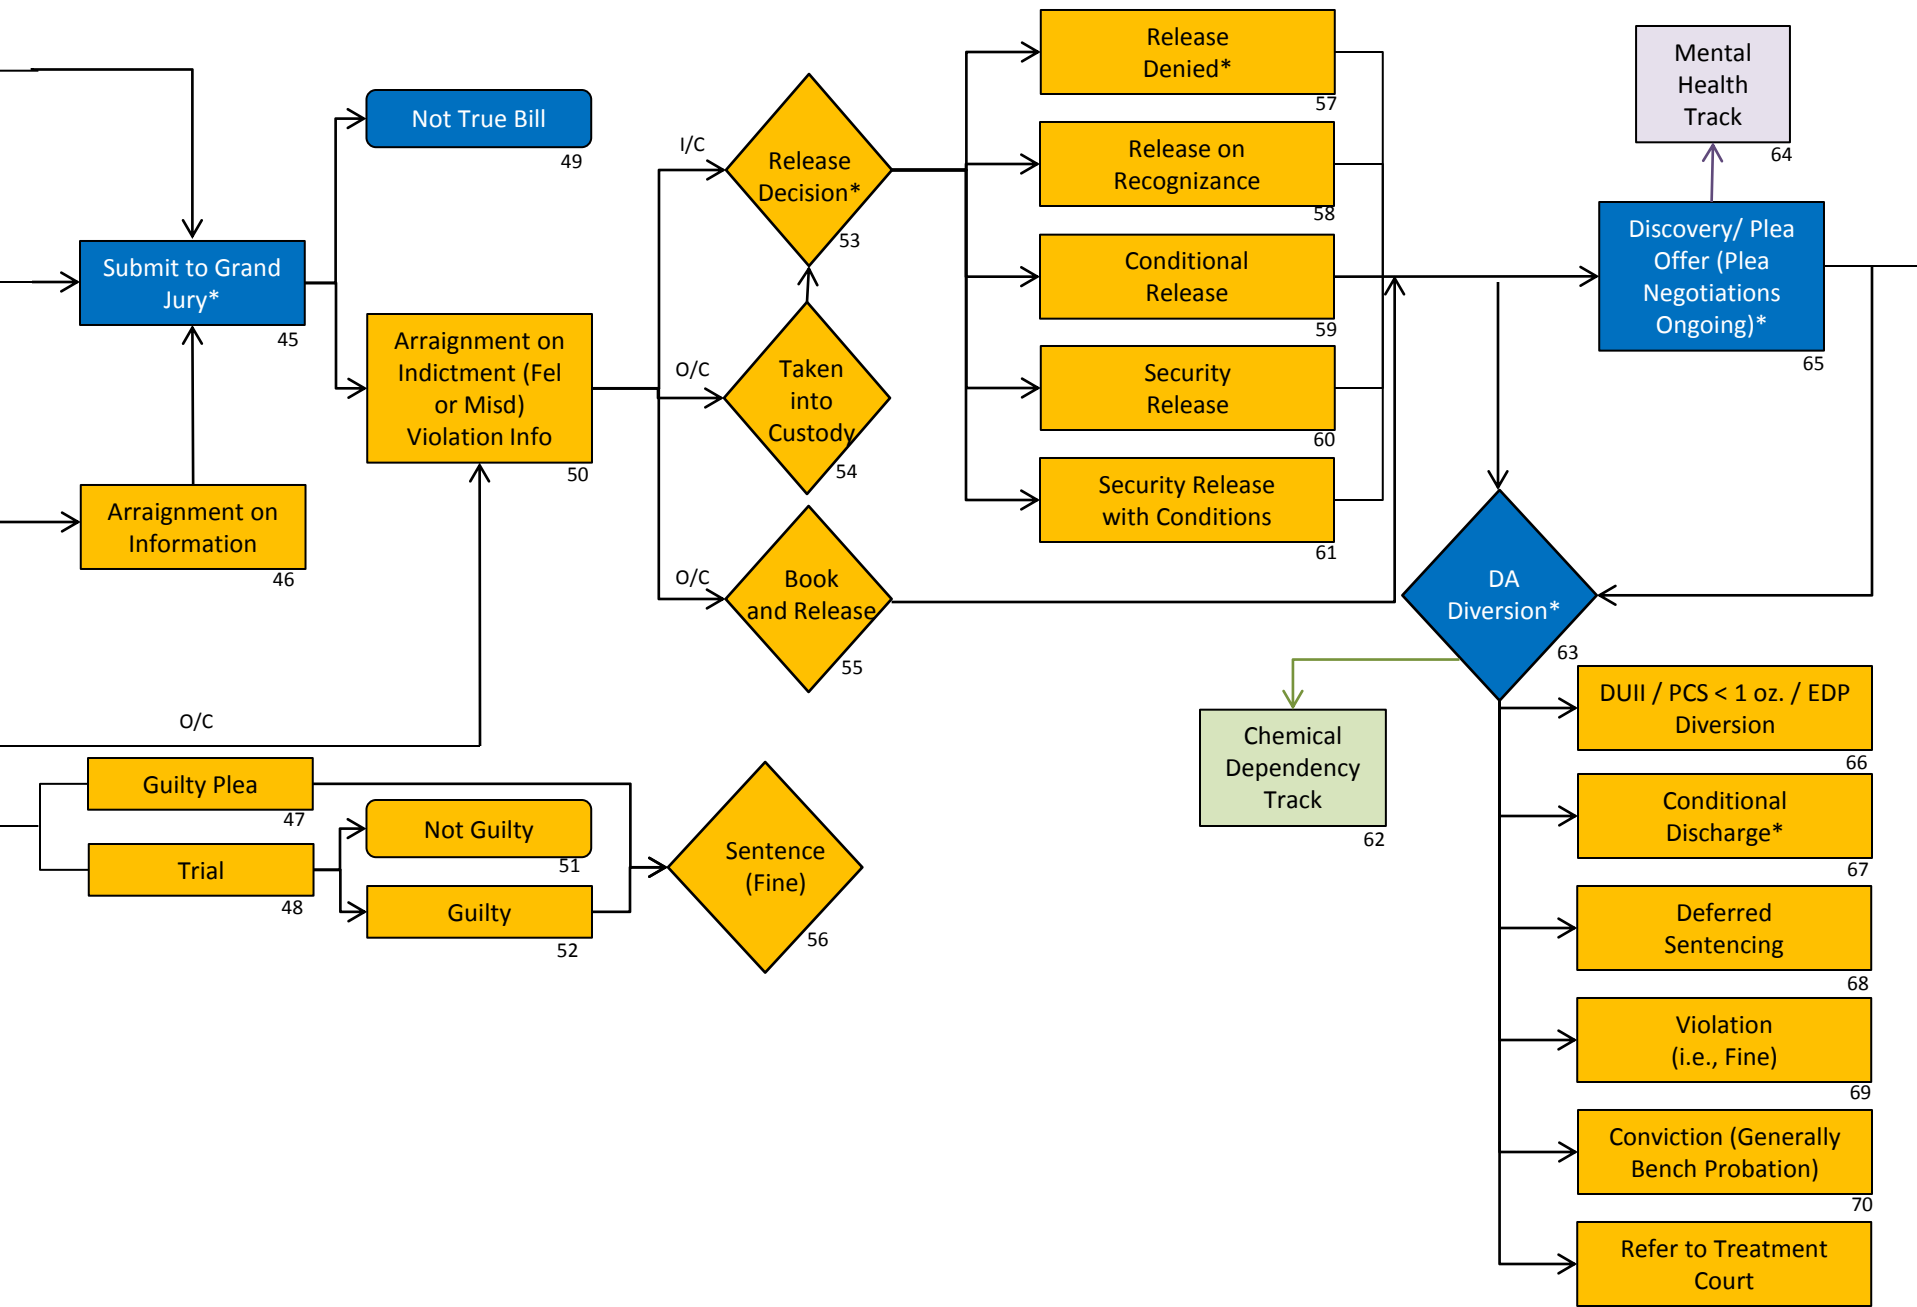 Submit to Grand
Jury*
45
Arraignment on
Information
46
O/C
Guilty Plea
47
Trial
48
Not True Bill
49
Arraignment on
Indictment (Fel
or Misd)
Violation Info
50
Not Guilty
51
Guilty
52
I/C
Release
Decision*
53
O/C
Taken
into
Custody
54
O/C
Book
and Release
55
Sentence
(Fine)
56
Release
Denied*
57
Release on
Recognizance
58
Conditional
Release
59
Security
Release
60
Security Release
with Conditions
61
Chemical
Dependency
Track
62
DA
Diversion*
63
Mental
Health
Track
64
Discovery/ Plea
Offer (Plea
Negotiations
Ongoing)*
65
DUII / PCS < 1 oz. / EDP
Diversion
66
Conditional
Discharge*
67
Deferred
Sentencing
68
Violation
(i.e., Fine)
69
Conviction (Generally
Bench Probation)
70
Refer to Treatment
Court